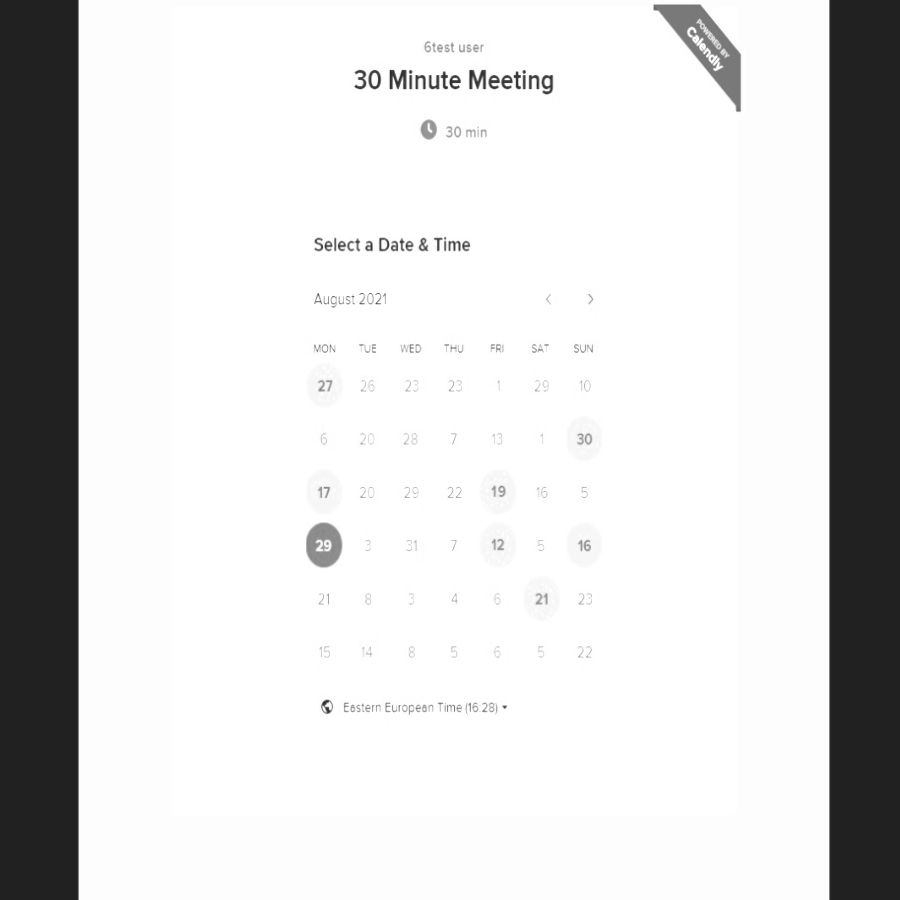 POWERED BY
Calendly
6test user
30 Minute Meeting
30 min
Select a Date & Time
August 2021
MON TUE WED THU FRI SAT SUN
27 26 23 23 1 29 10
6 20 28 7 13 1 30
17 20 29 22 19 16 5
29 3 31 7 12 5 16
21 8 3 4 6 21 23
15 14 8 5 6 5 22
Eastern European Time (16:28)